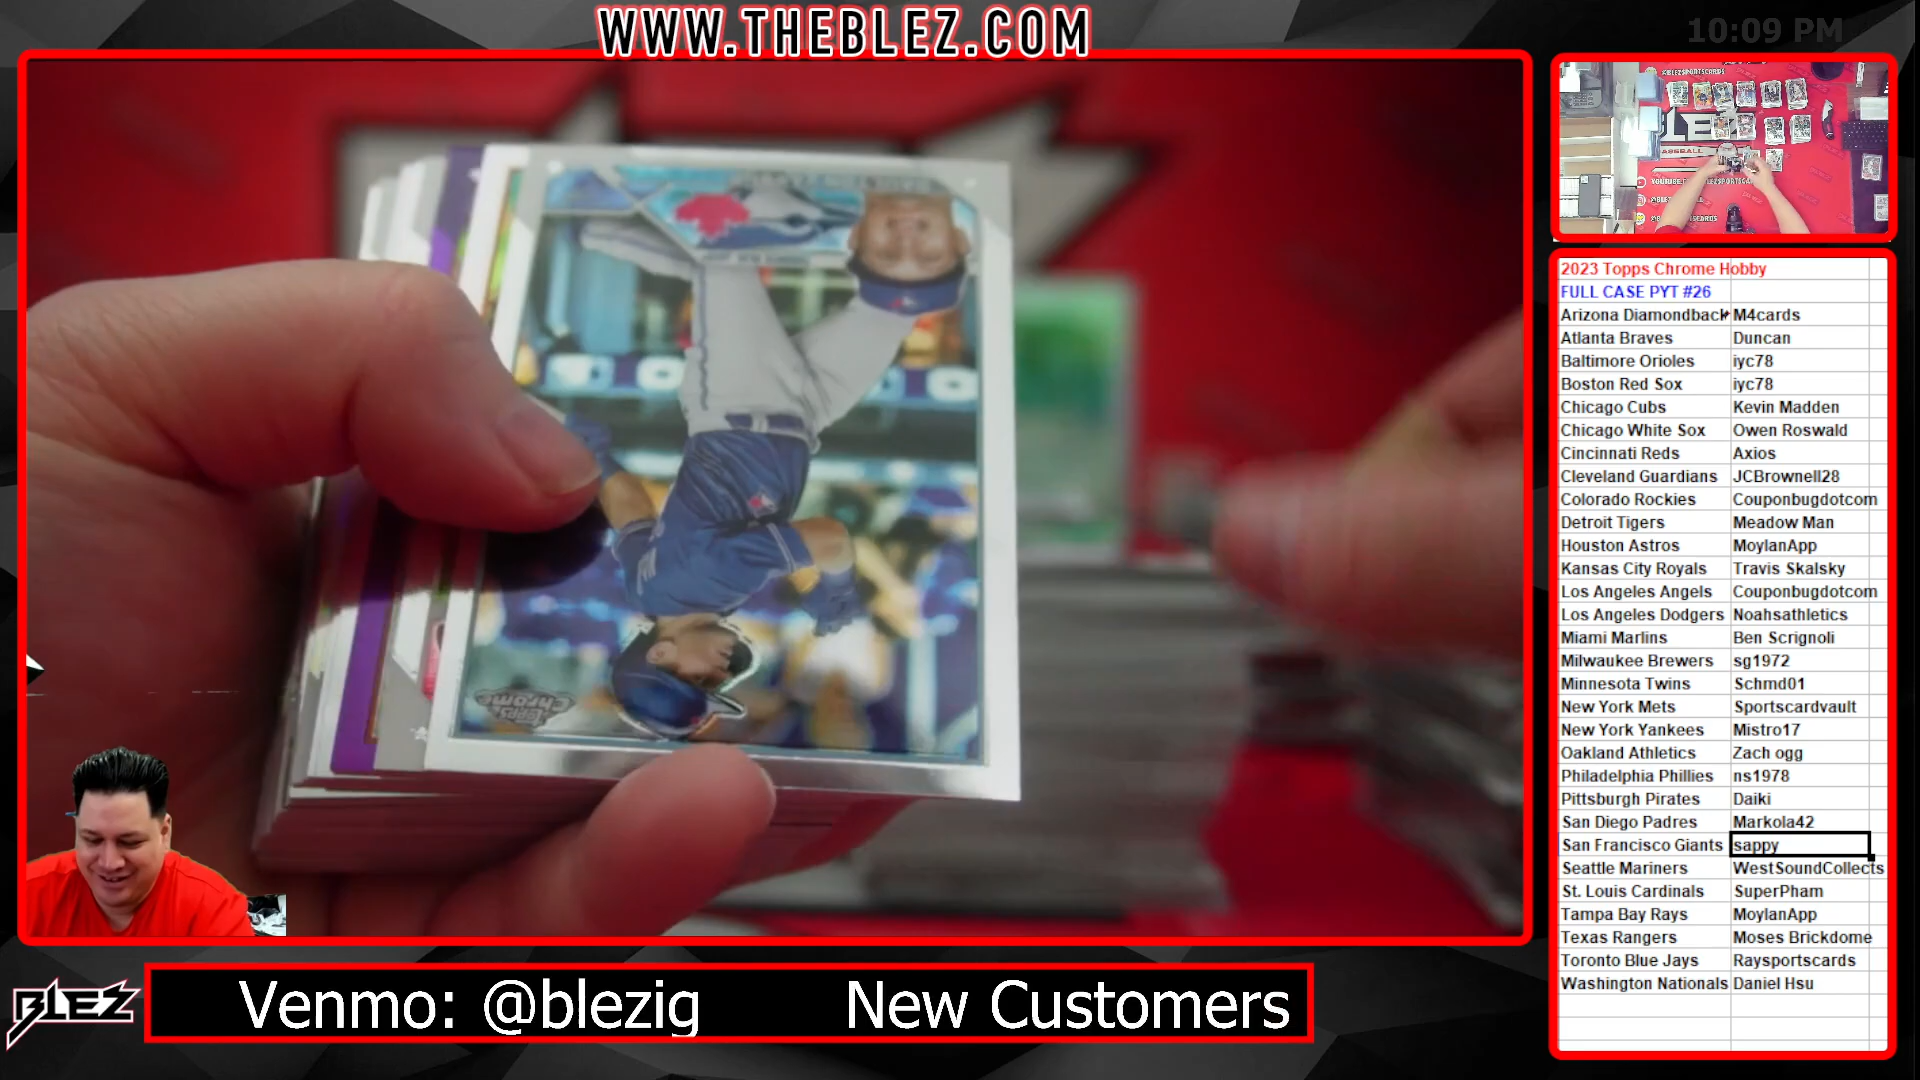 WWW.THEBLEZ.COM
10:09 PM
2023 Topps Chrome Hobby
FULL CASE PYT #26
Arizona Diamondback M4cards
Atlanta Braves Duncan
Baltimore Orioles iyc78
Boston Red Sox iyc78
Chicago Cubs Kevin Madden
Chicago White Sox Owen Roswald
Cincinnati Reds Axios
Cleveland Guardians JCBrownell28
Colorado Rockies Couponbugdotcom
Detroit Tigers Meadow Man
Houston Astros MoylanApp
Kansas City Royals Travis Skalsky
Los Angeles Angels Couponbugdotcom
Los Angeles Dodgers Noahsathletics
Miami Marlins Ben Scrignoli
Milwaukee Brewers sg1972
Minnesota Twins Schmd01
New York Mets Sportscardvault
New York Yankees Mistro17
Oakland Athletics Zach ogg
Philadelphia Phillies ns1978
Pittsburgh Pirates Daiki
San Diego Padres Markola42
San Francisco Giants sappy
Seattle Mariners WestSoundCollects
St. Louis Cardinals SuperPham
Tampa Bay Rays MoylanApp
Texas Rangers Moses Brickdome
Toronto Blue Jays Raysportscards
Washington Nationals Daniel Hsu
Topps Chrome
BLEZ
Venmo: @blezig New Customers